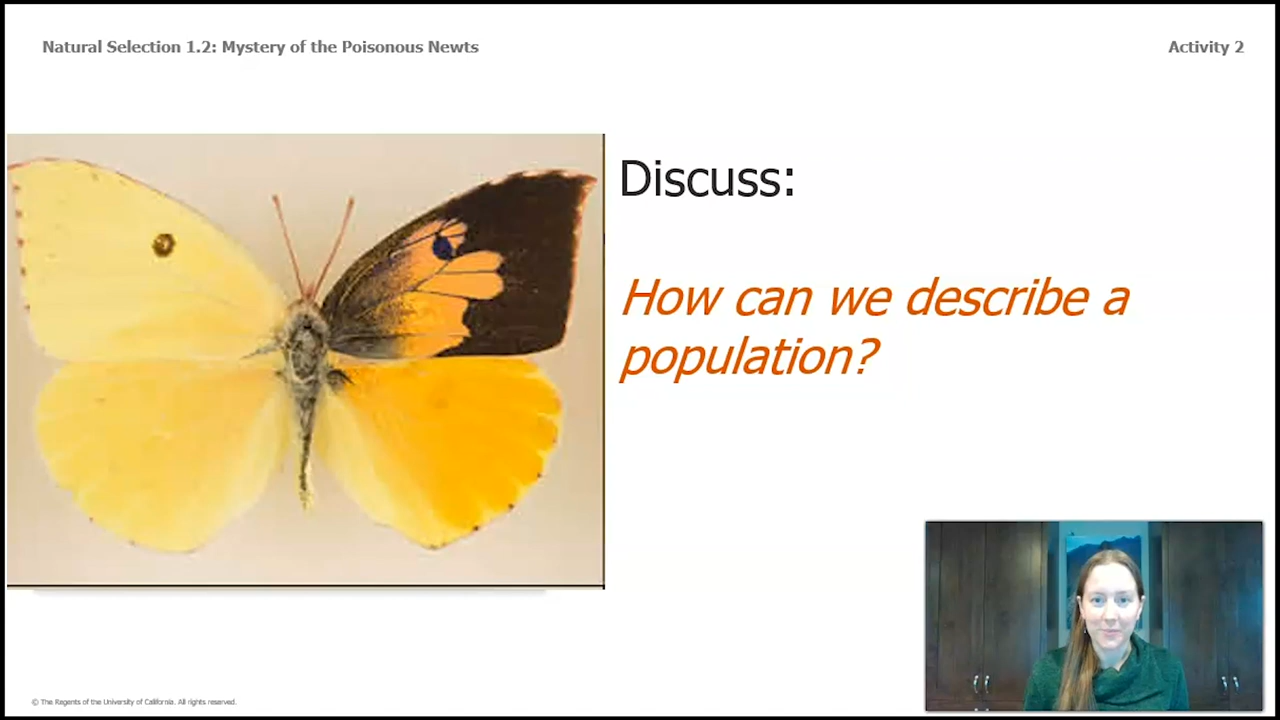 Natural Selection 1.2: Mystery of the Poisonous Newts
Activity 2
Discuss:
How can we describe a
population?
© The Regents of the University of California. All rights reserved.